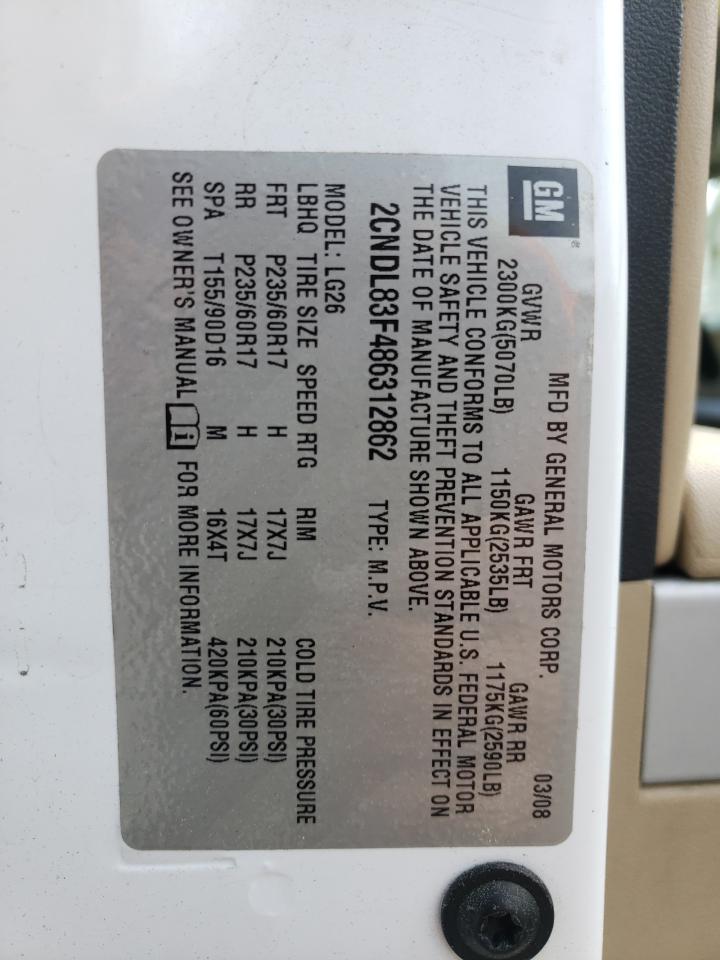 GM ®
MFD BY GENERAL MOTORS CORP. 03/08
GVWR GAWR FRT GAWR RR
2300KG(5070LB) 1150KG(2535LB) 1175KG(2590LB)
THIS VEHICLE CONFORMS TO ALL APPLICABLE U.S. FEDERAL MOTOR
VEHICLE SAFETY AND THEFT PREVENTION STANDARDS IN EFFECT ON
THE DATE OF MANUFACTURE SHOWN ABOVE.
2CNDL83F486312862 TYPE: M.P.V.
MODEL: LG26
LBHQ TIRE SIZE SPEED RTG RIM COLD TIRE PRESSURE
FRT P235/60R17 H 17X7J 210KPA(30PSI)
RR P235/60R17 H 17X7J 210KPA(30PSI)
SPA T155/90D16 M 16X4T 420KPA(60PSI)
SEE OWNER'S MANUAL i FOR MORE INFORMATION.